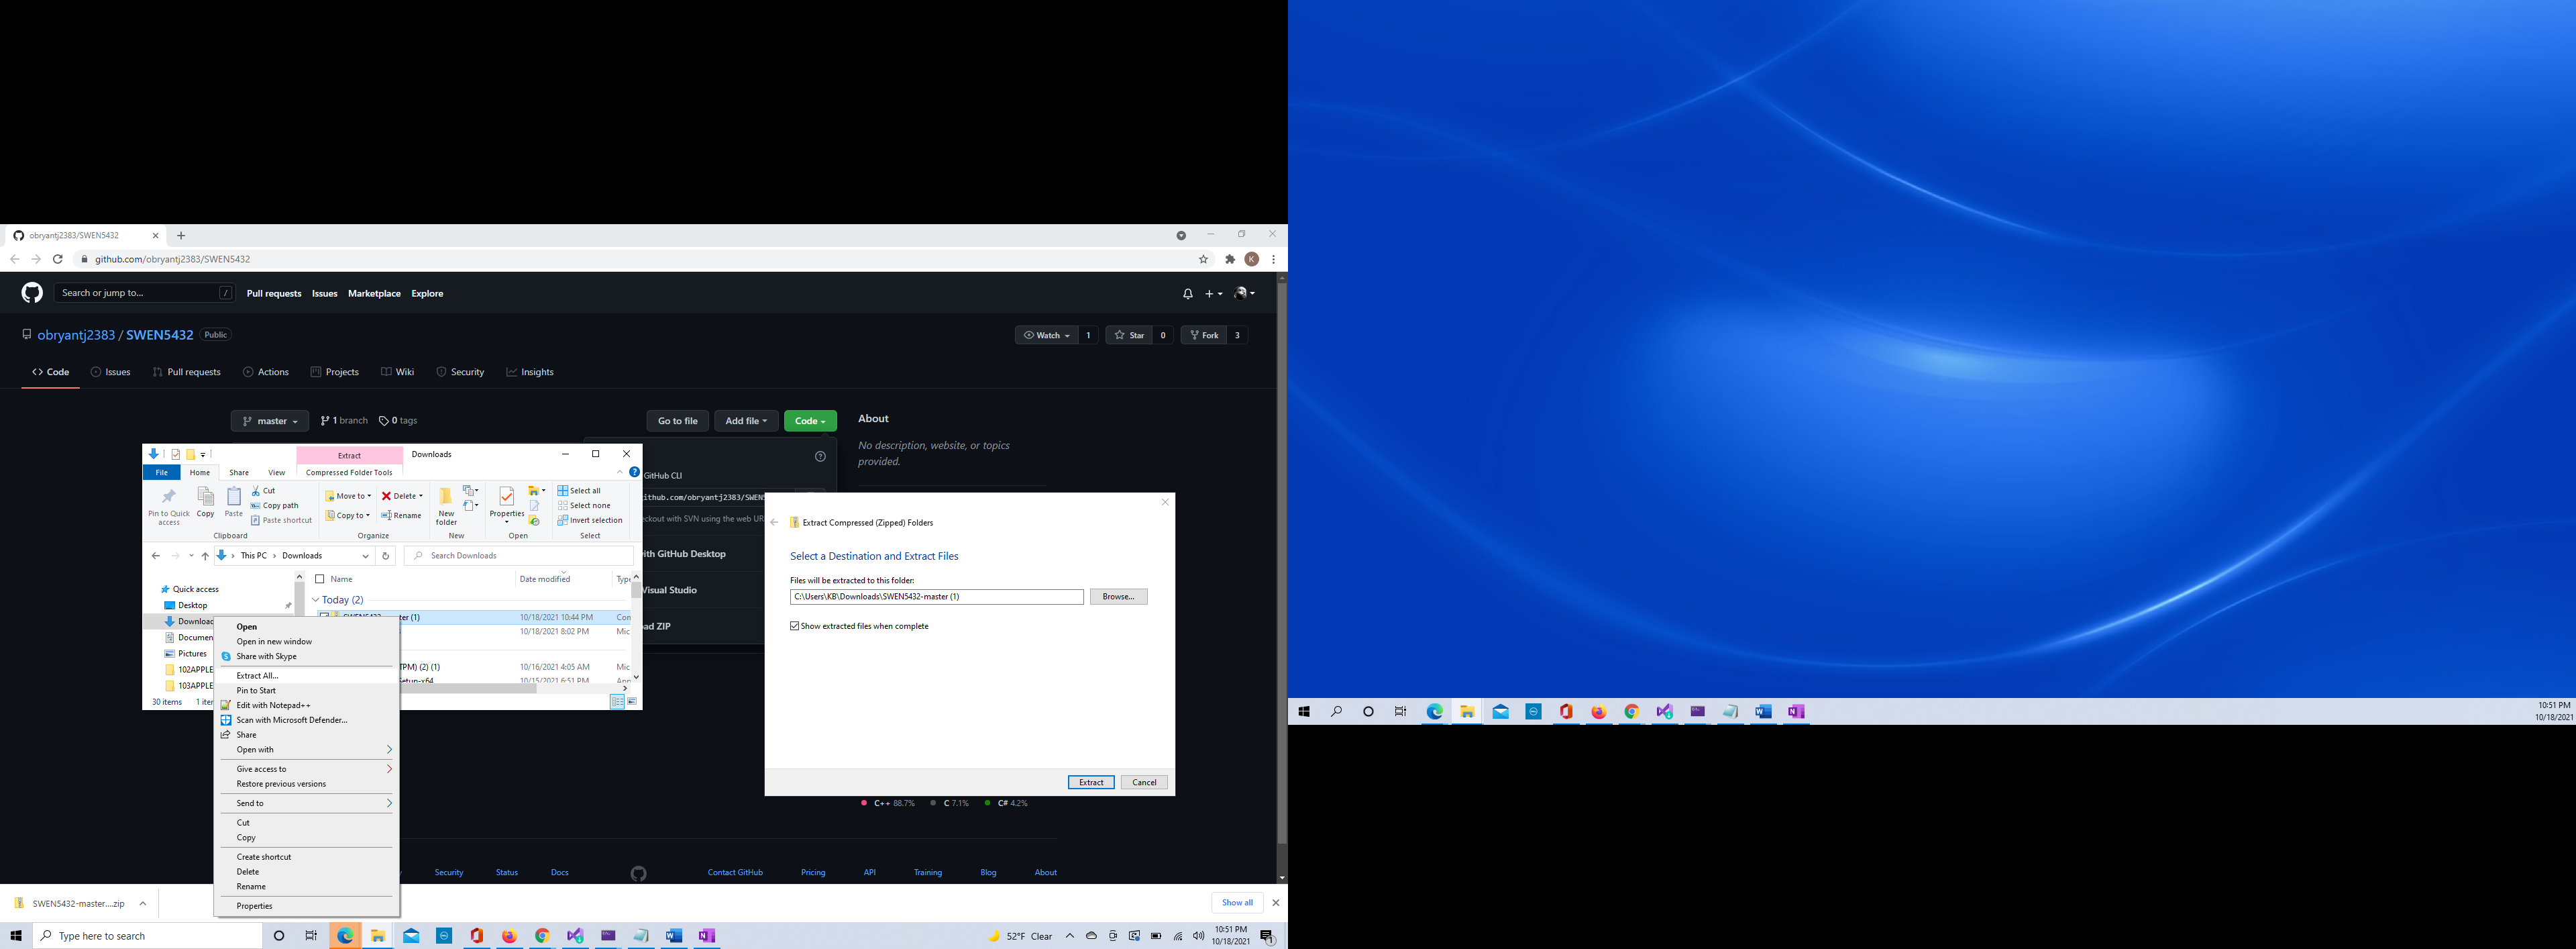 obryantj2383/SWEN5432
github.com/obryantj2383/SWEN5432
K
Search or jump to... /
Pull requests Issues Marketplace Explore
obryantj2383 / SWEN5432 Public
Watch 1 Star 0 Fork 3
Code Issues Pull requests Actions Projects Wiki Security Insights
master 1 branch 0 tags
Go to file Add file Code
About
No description, website, or topics
provided.
GitHub CLI
ithub.com/obryantj2383/SWEN5
eckout with SVN using the web UR
ith GitHub Desktop
Visual Studio
ad ZIP
C++ 88.7% C 7.1% C# 4.2%
Security Status Docs Contact GitHub Pricing API Training Blog About
Extract Downloads
File Home Share View Compressed Folder Tools
Pin to Quick
access
Copy
Paste
Cut
Copy path
Paste shortcut
Clipboard
Move to
Copy to
Delete
Rename
Organize
New
folder
New
Properties
Open
Select all
Select none
Invert selection
Select
This PC > Downloads
Search Downloads
Name Date modified Type
Quick access
Desktop
Downloac
Documen
Pictures
102APPLE
103APPLE
Today (2)
ter (1) 10/18/2021 10:44 PM Con
10/18/2021 8:02 PM Mic
TPM) (2) (1) 10/16/2021 4:05 AM Mic
Setup-x64 10/15/2021 6:51 PM App
30 items 1 iter
Open
Open in new window
Share with Skype
Extract All...
Pin to Start
Edit with Notepad++
Scan with Microsoft Defender...
Share
Open with
Give access to
Restore previous versions
Send to
Cut
Copy
Create shortcut
Delete
Rename
Properties
Extract Compressed (Zipped) Folders
Select a Destination and Extract Files
Files will be extracted to this folder:
C:\Users\KB\Downloads\SWEN5432-master (1)
Browse...
Show extracted files when complete
Extract Cancel
SWEN5432-master....zip
Show all
Type here to search
52°F Clear
10:51 PM
10/18/2021
1
10:51 PM
10/18/2021